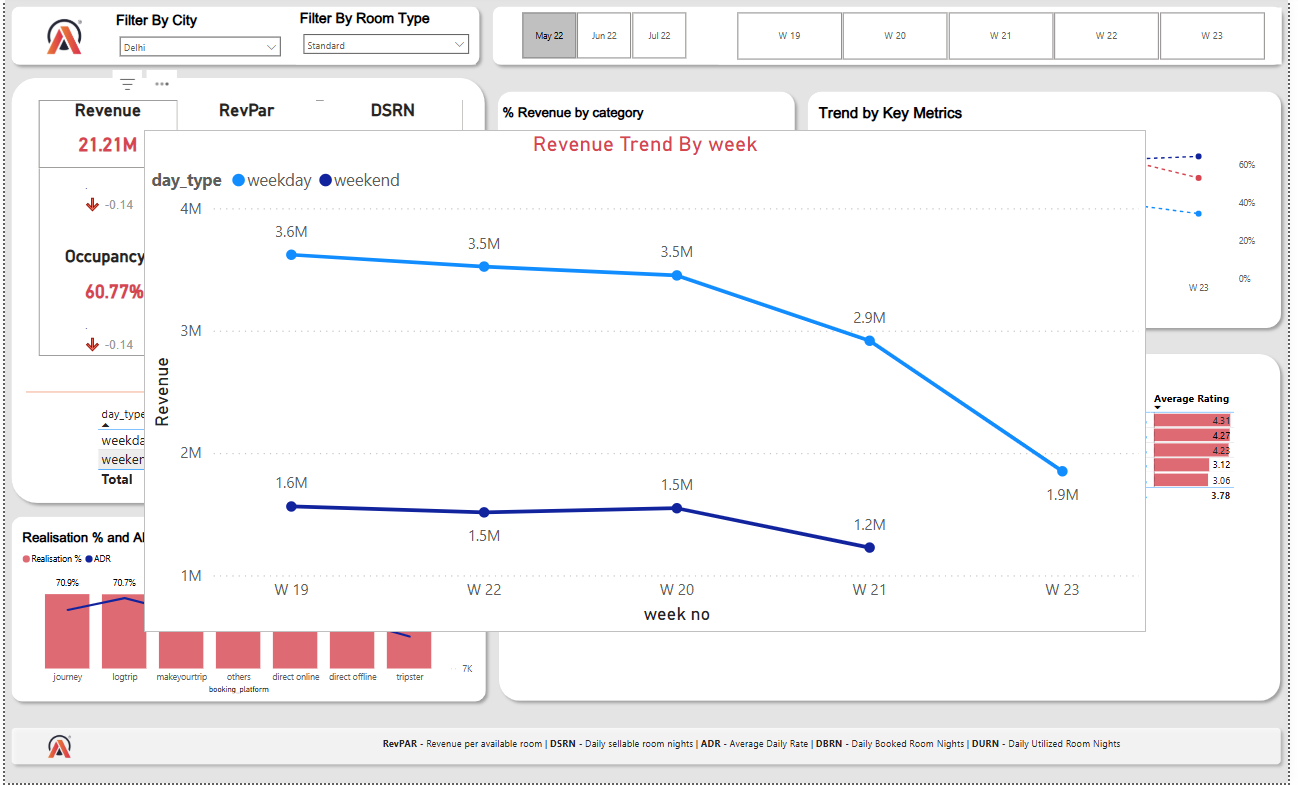 Filter By City
Delhi
Filter By Room Type
Standard
May 22
Jun 22
Jul 22
W 19
W 20
W 21
W 22
W 23
Revenue
21.21M
-0.14
RevPar
DSRN
Occupancy
60.77%
-0.14
% Revenue by category
Trend by Key Metrics
60%
40%
20%
0%
W 23
Revenue Trend By week
day_type weekday weekend
4M
3M
2M
1M
Revenue
3.6M
3.5M
3.5M
2.9M
1.9M
1.6M
1.5M
1.5M
1.2M
W 19
W 22
W 20
W 21
W 23
week no
day_type
weekda
weeken
Total
Average Rating
4.31
4.27
4.23
3.12
3.06
3.78
Realisation % and AD
Realisation % ADR
70.9%
70.7%
7K
journey
logtrip
makeyourtrip
others
direct online
direct offline
tripster
booking_platform
RevPAR - Revenue per available room | DSRN - Daily sellable room nights | ADR - Average Daily Rate | DBRN - Daily Booked Room Nights | DURN - Daily Utilized Room Nights